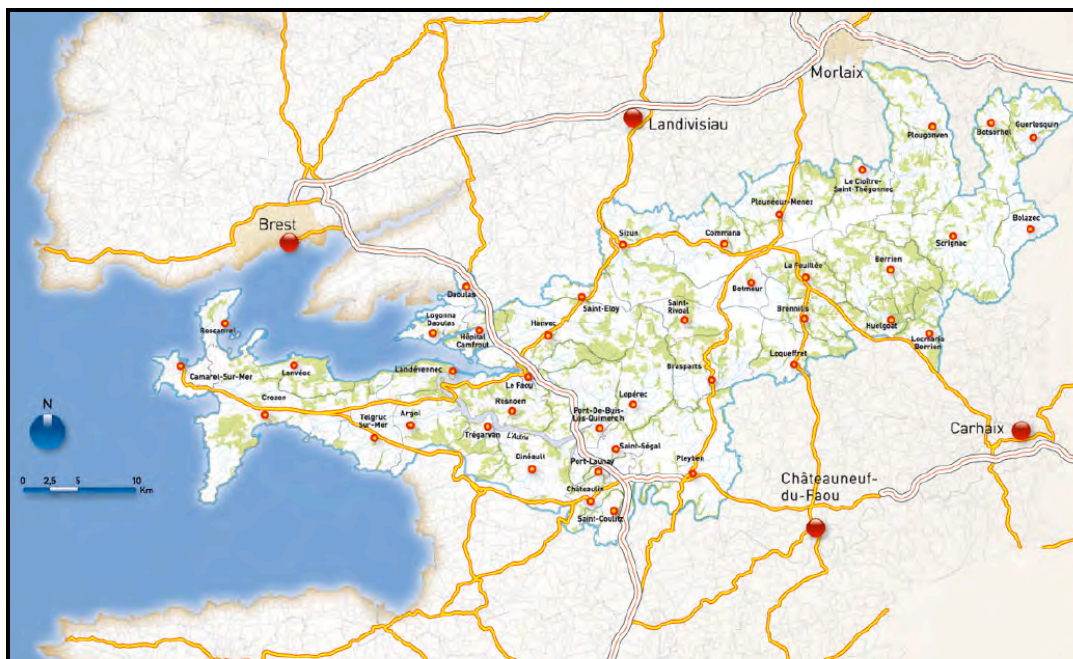 Morlaix
Landivisiau
Plougonven
Botsorhel
Guerlesquin
Le Cloître-
Saint-Thégonnec
Plounéour-Menez
Brest
Sizun
Commana
Scrignac
Bolazec
Berrien
La Feuillée
Daoulas
Botmeur
Saint-Eloy
Saint-
Rivoal
Brennilis
Huelgoat
Logonna
Daoulas
Hôpital
Camfrout
Hanvec
Locmaria
Berrien
Roscanvel
Camaret-Sur-Mer
Lanvéoc
Landévennec
Le Faou
Brasparts
Loqueffret
Crozon
Telgruc
Sur-Mer
Argol
Rosnoen
Lopérec
Port-De-Buis-
Les-Quimerch
Trégarvan
L'Aulne
Saint-Ségal
Carhaix
N
Dinéault
Port-Launay
Pleyben
Châteaulin
Châteauneuf-
du-Faou
Saint-Coulitz
0 2,5 5 10
Km